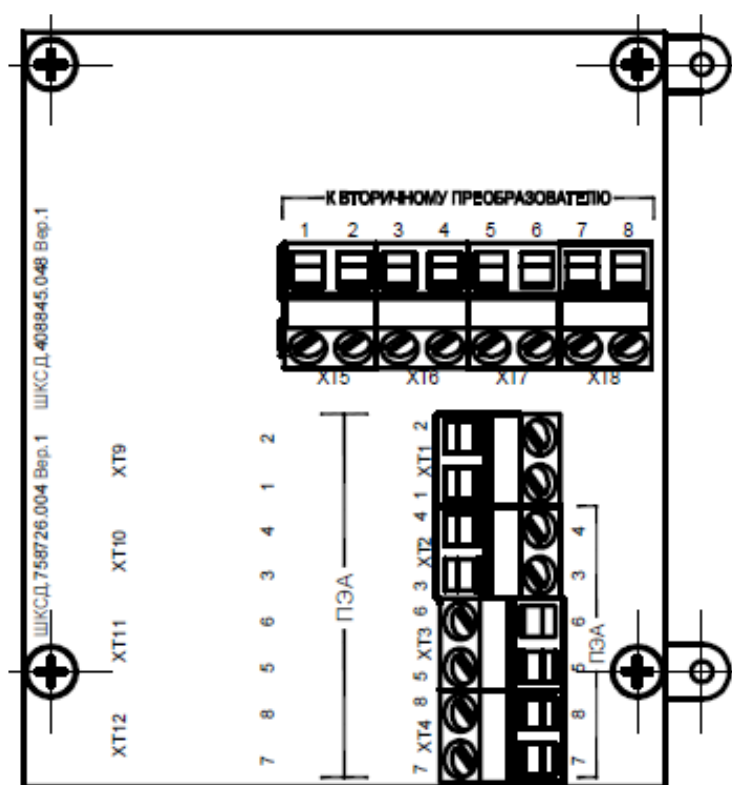 К ВТОРИЧНОМУ ПРЕОБРАЗОВАТЕЛЮ
1 2 3 4 5 6 7 8
XT5 XT6 XT7 XT8
ШКСД.408845.048 Вер.1
ШКСД.758726.004 Вер.1
XT9
XT10
XT11
XT12
2
1
4
3
6
5
8
7
ПЭА
2
XT1
1
4
XT2
3
6
XT3
5
8
XT4
7
4
3
6
5
8
7
ПЭА